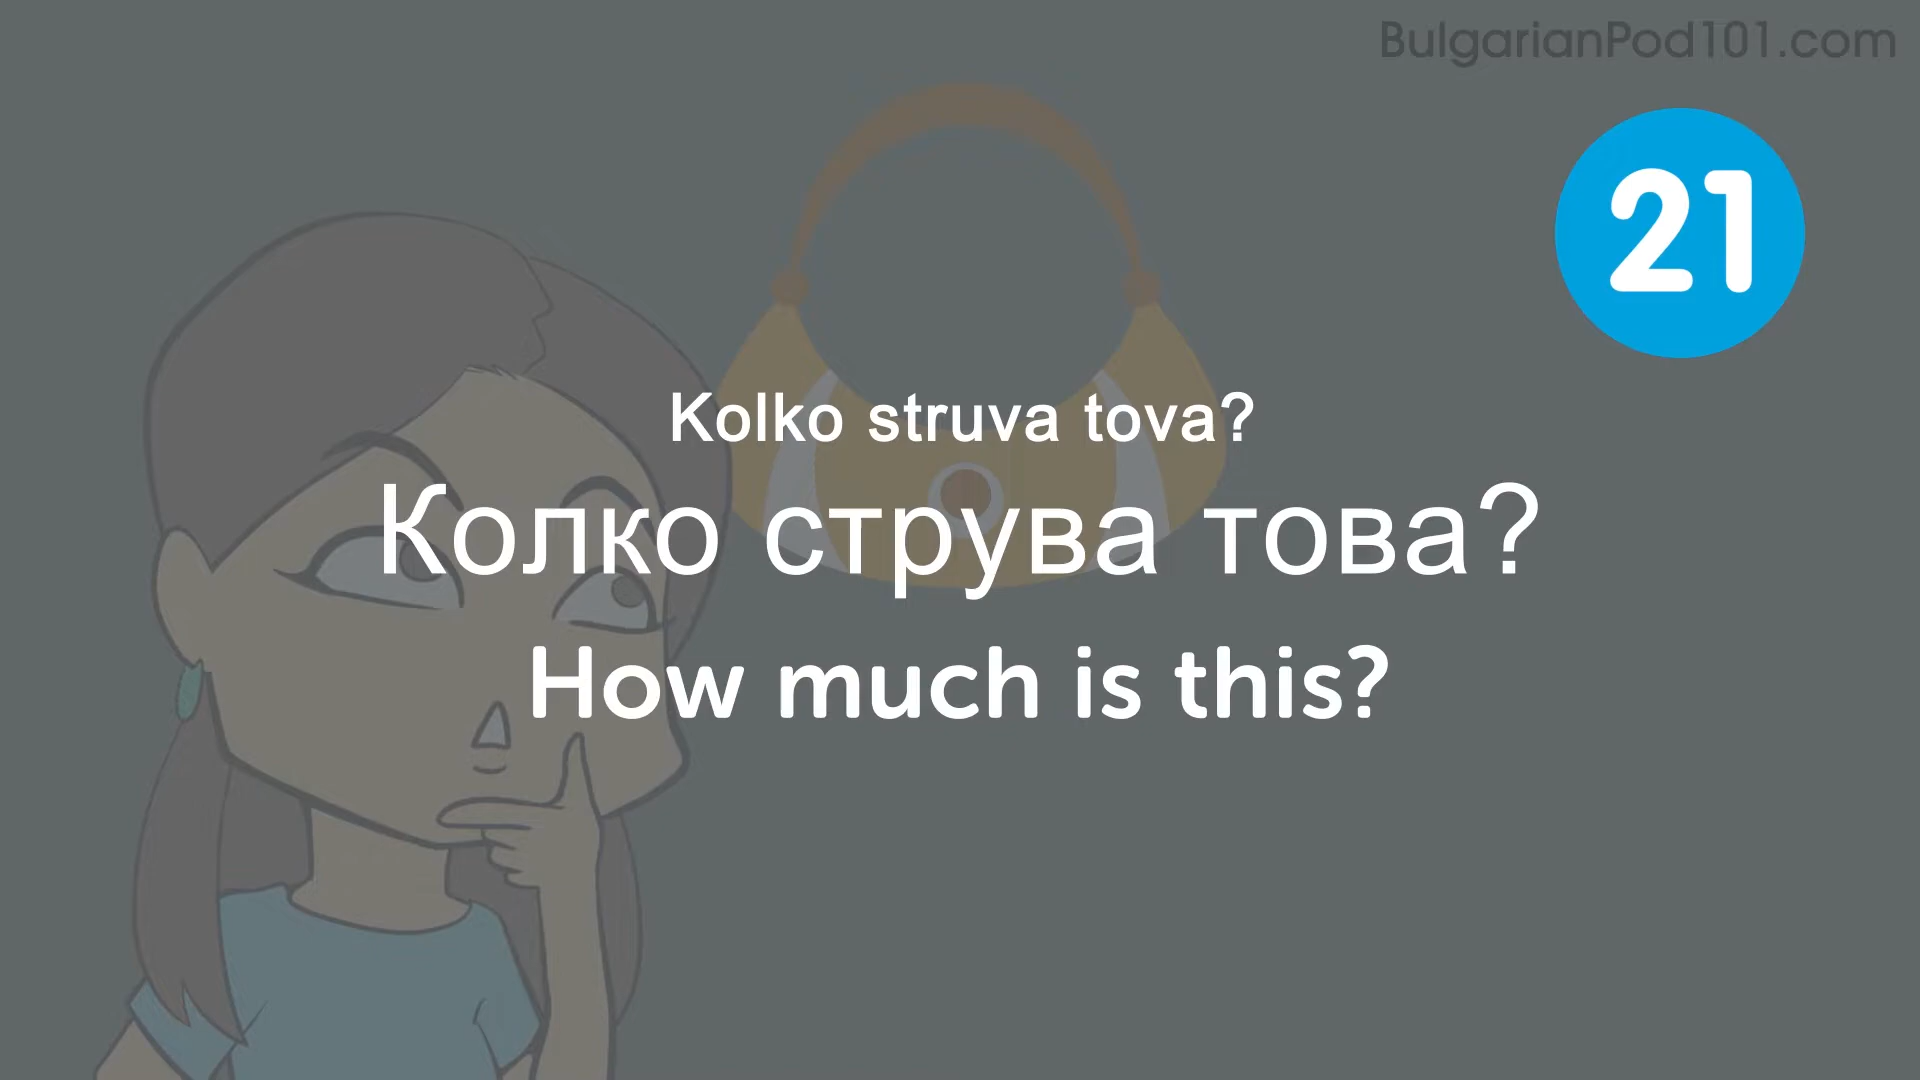 BulgarianPod101.com
21
Kolko struva tova?
Колко струва това?
How much is this?